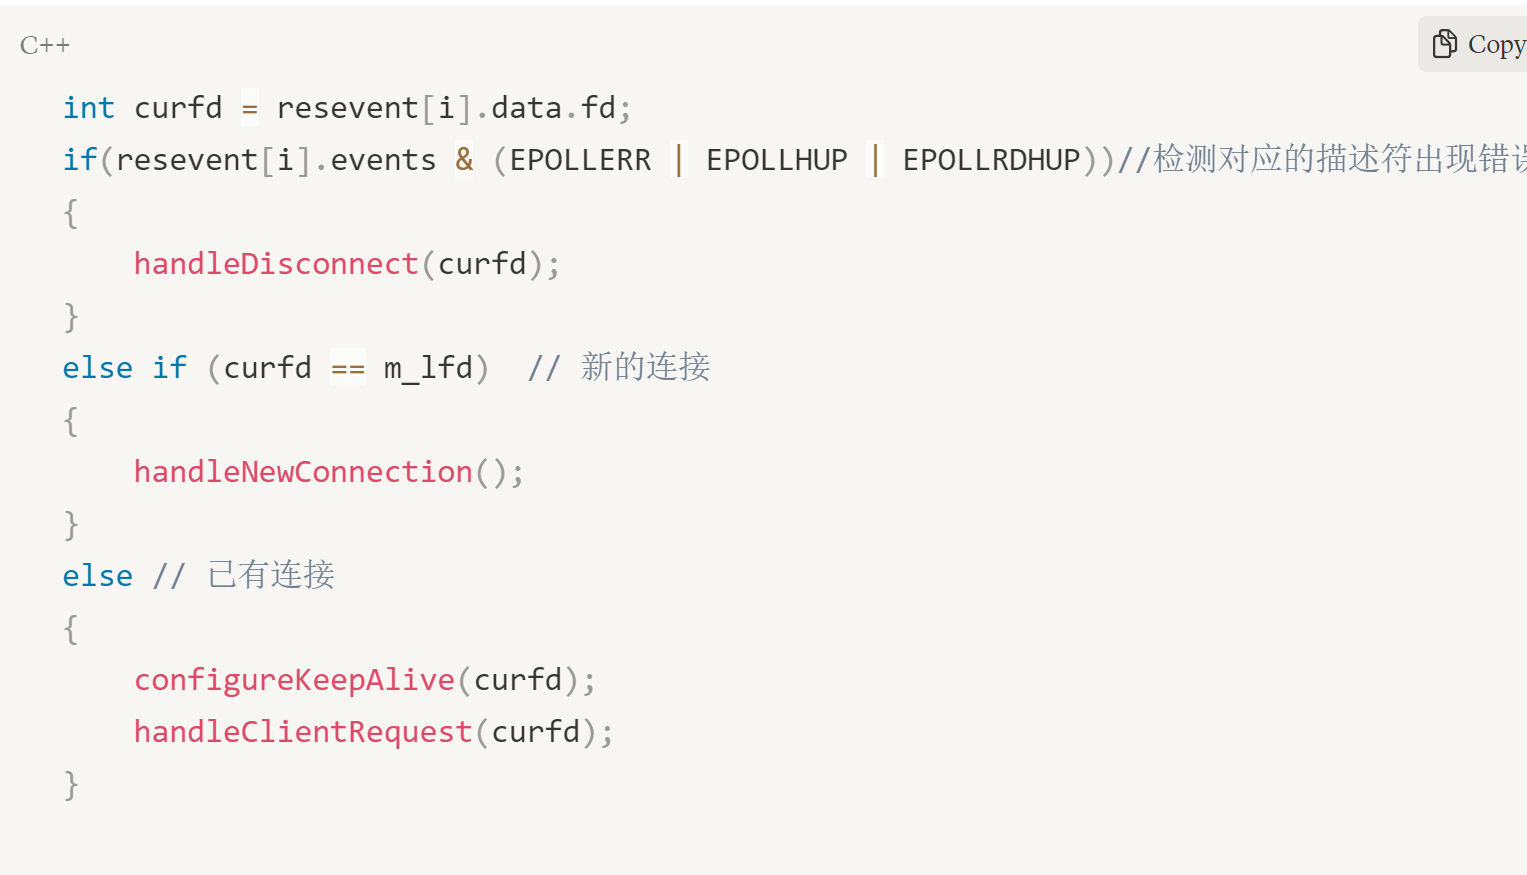 C++
Copy
int curfd = resevent[i].data.fd;
if(resevent[i].events & (EPOLLERR | EPOLLHUP | EPOLLRDHUP))//检测对应的描述符出现错误
{
    handleDisconnect(curfd);
}
else if (curfd == m_lfd)  // 新的连接
{
    handleNewConnection();
}
else // 已有连接
{
    configureKeepAlive(curfd);
    handleClientRequest(curfd);
}